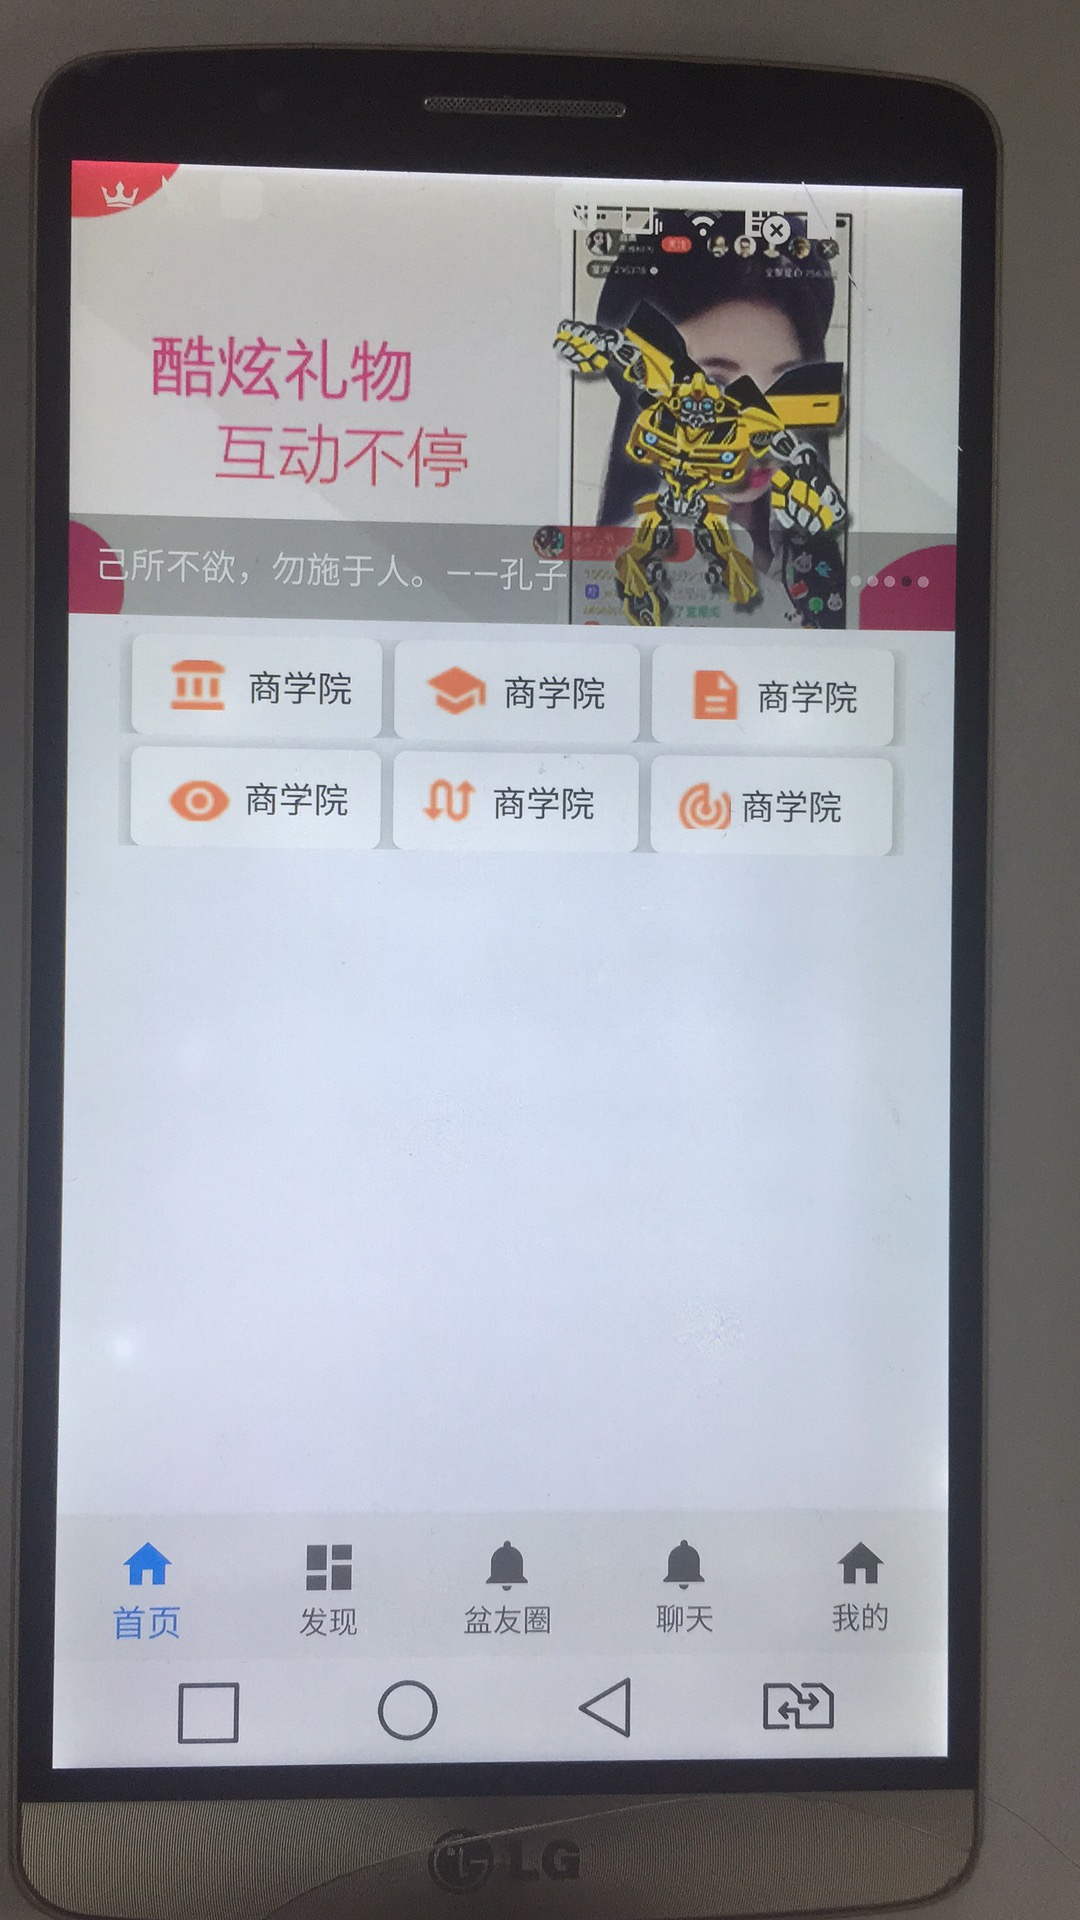 酷炫礼物
互动不停
己所不欲，勿施于人。——孔子
商学院 商学院 商学院
商学院 商学院 商学院
首页 发现 盆友圈 聊天 我的
LG